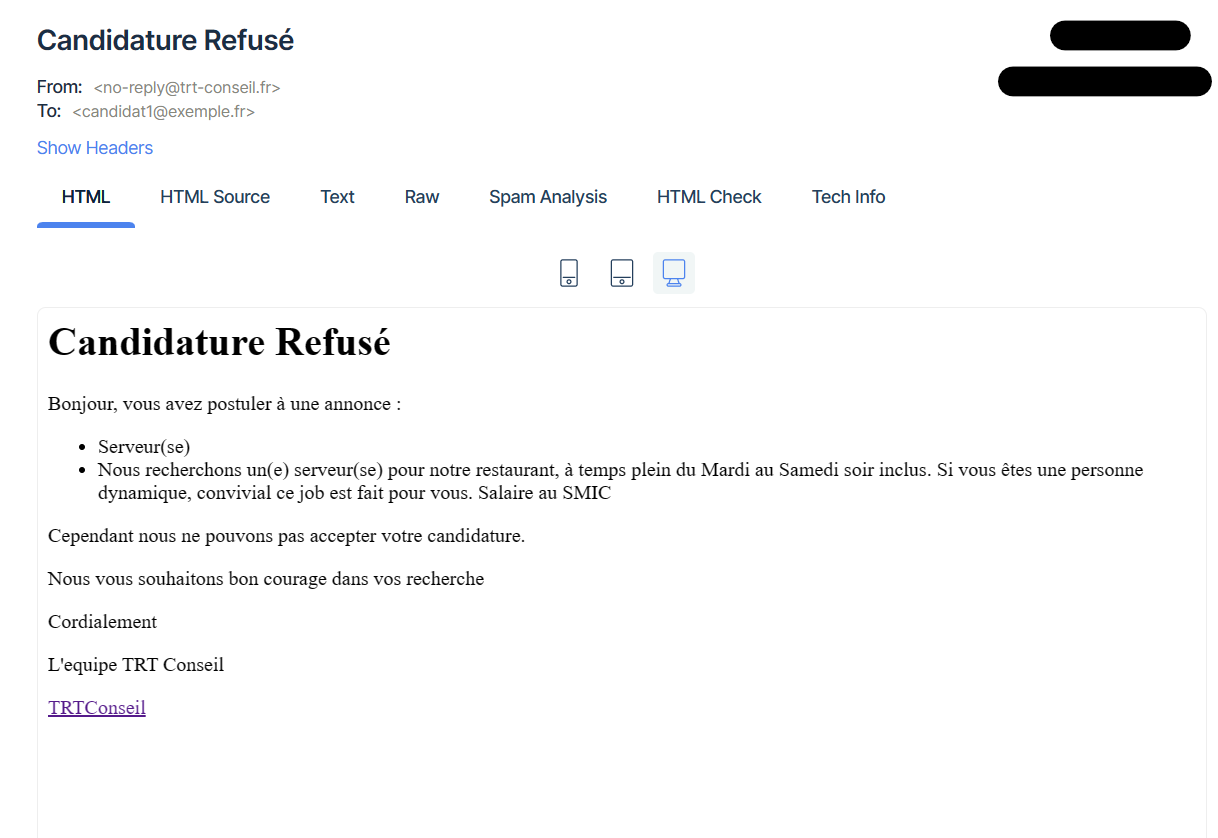 Candidature Refusé
From: <no-reply@trt-conseil.fr>
To: <candidat1@exemple.fr>
Show Headers
HTML HTML Source Text Raw Spam Analysis HTML Check Tech Info
Candidature Refusé
Bonjour, vous avez postuler à une annonce :
• Serveur(se)
• Nous recherchons un(e) serveur(se) pour notre restaurant, à temps plein du Mardi au Samedi soir inclus. Si vous êtes une personne
dynamique, convivial ce job est fait pour vous. Salaire au SMIC
Cependant nous ne pouvons pas accepter votre candidature.
Nous vous souhaitons bon courage dans vos recherche
Cordialement
L'equipe TRT Conseil
TRTConseil